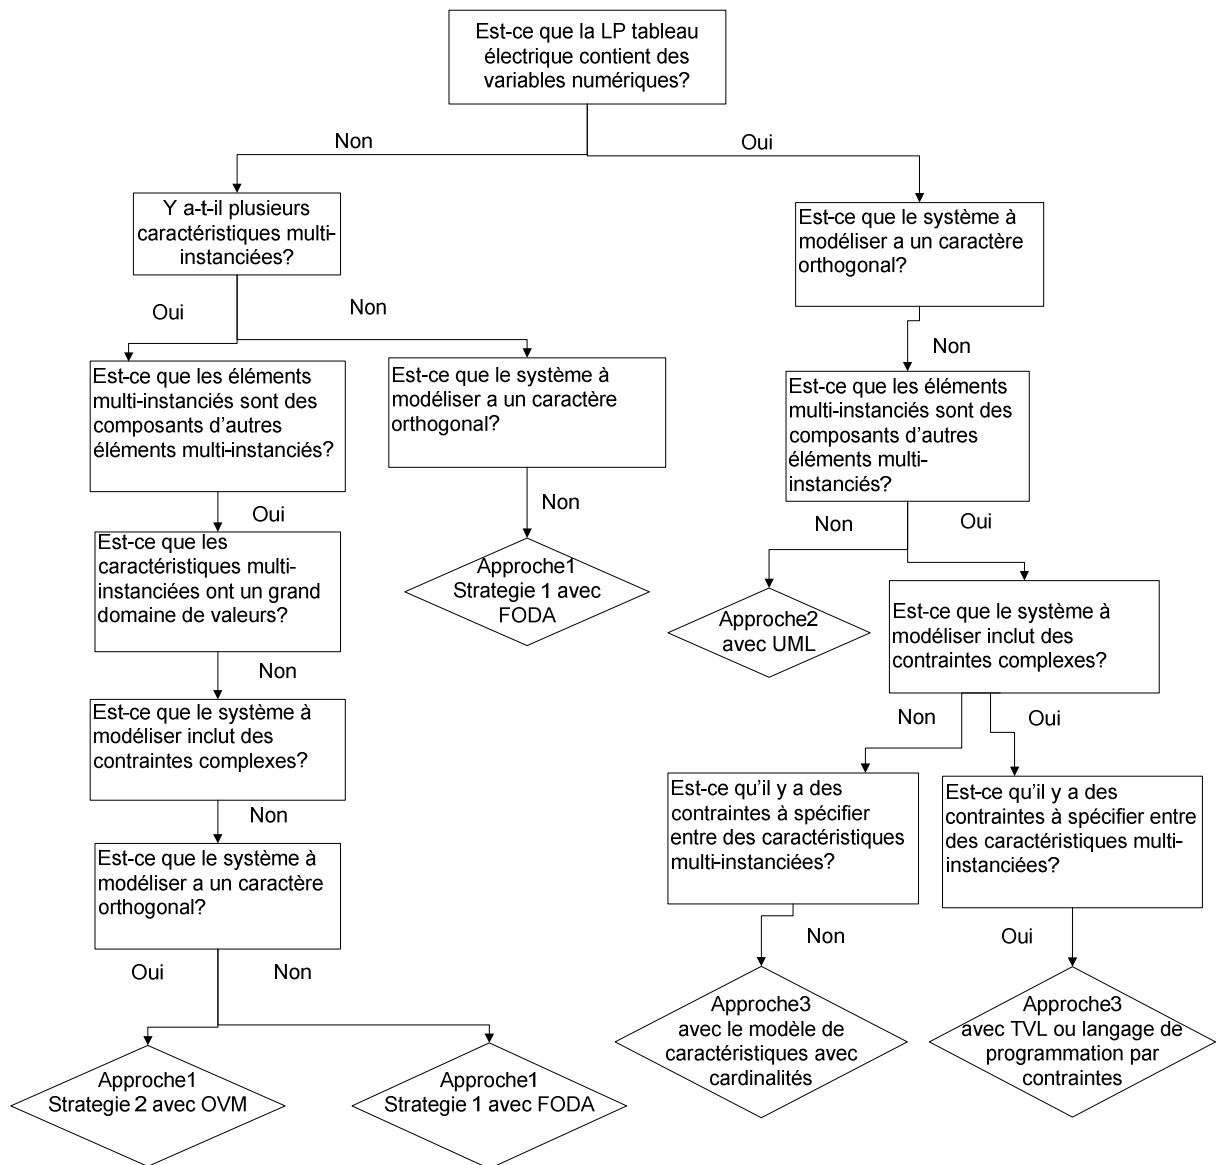 Est-ce que la LP tableau
électrique contient des
variables numériques?
Non
Oui
Y a-t-il plusieurs
caractéristiques multi-
instanciées?
Est-ce que le système à
modéliser a un caractère
orthogonal?
Oui
Non
Non
Est-ce que les éléments
multi-instanciés sont des
composants d'autres
éléments multi-instanciés?
Est-ce que le système à
modéliser a un caractère
orthogonal?
Est-ce que les éléments
multi-instanciés sont des
composants d'autres
éléments multi-
instanciés?
Oui
Non
Non
Oui
Est-ce que les
caractéristiques multi-
instanciées ont un grand
domaine de valeurs?
Approche1
Strategie 1 avec
FODA
Approche2
avec UML
Est-ce que le système à
modéliser inclut des
contraintes complexes?
Non
Non
Oui
Est-ce que le système à
modéliser inclut des
contraintes complexes?
Est-ce qu'il y a des
contraintes à spécifier
entre des caractéristiques
multi-instanciées?
Est-ce qu'il y a des
contraintes à spécifier entre
des caractéristiques multi-
instanciées?
Non
Est-ce que le système à
modéliser a un caractère
orthogonal?
Non
Oui
Oui
Non
Approche3
avec le modèle de
caractéristiques avec
cardinalités
Approche3
avec TVL ou langage de
programmation par
contraintes
Approche1
Strategie 2 avec OVM
Approche1
Strategie 1 avec FODA